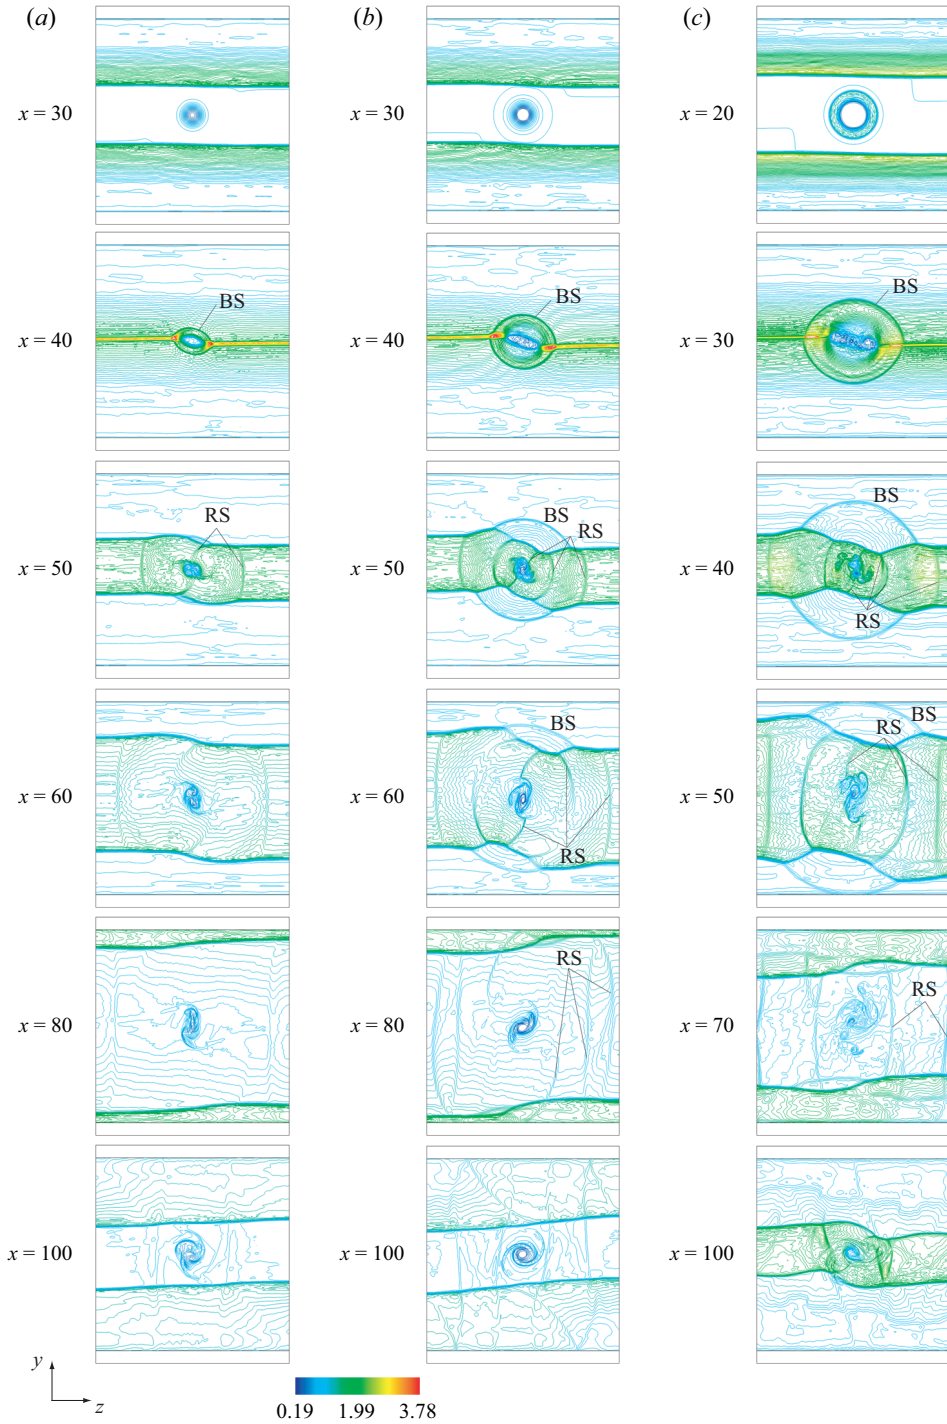 (a) (b) (c)
x = 30 x = 30 x = 20
BS BS BS
x = 40 x = 40 x = 30
RS BS RS BS
x = 50 x = 50 x = 40
RS
BS RS BS
x = 60 x = 60 x = 50
RS
RS RS
x = 80 x = 80 x = 70
x = 100 x = 100 x = 100
y
z
0.19 1.99 3.78